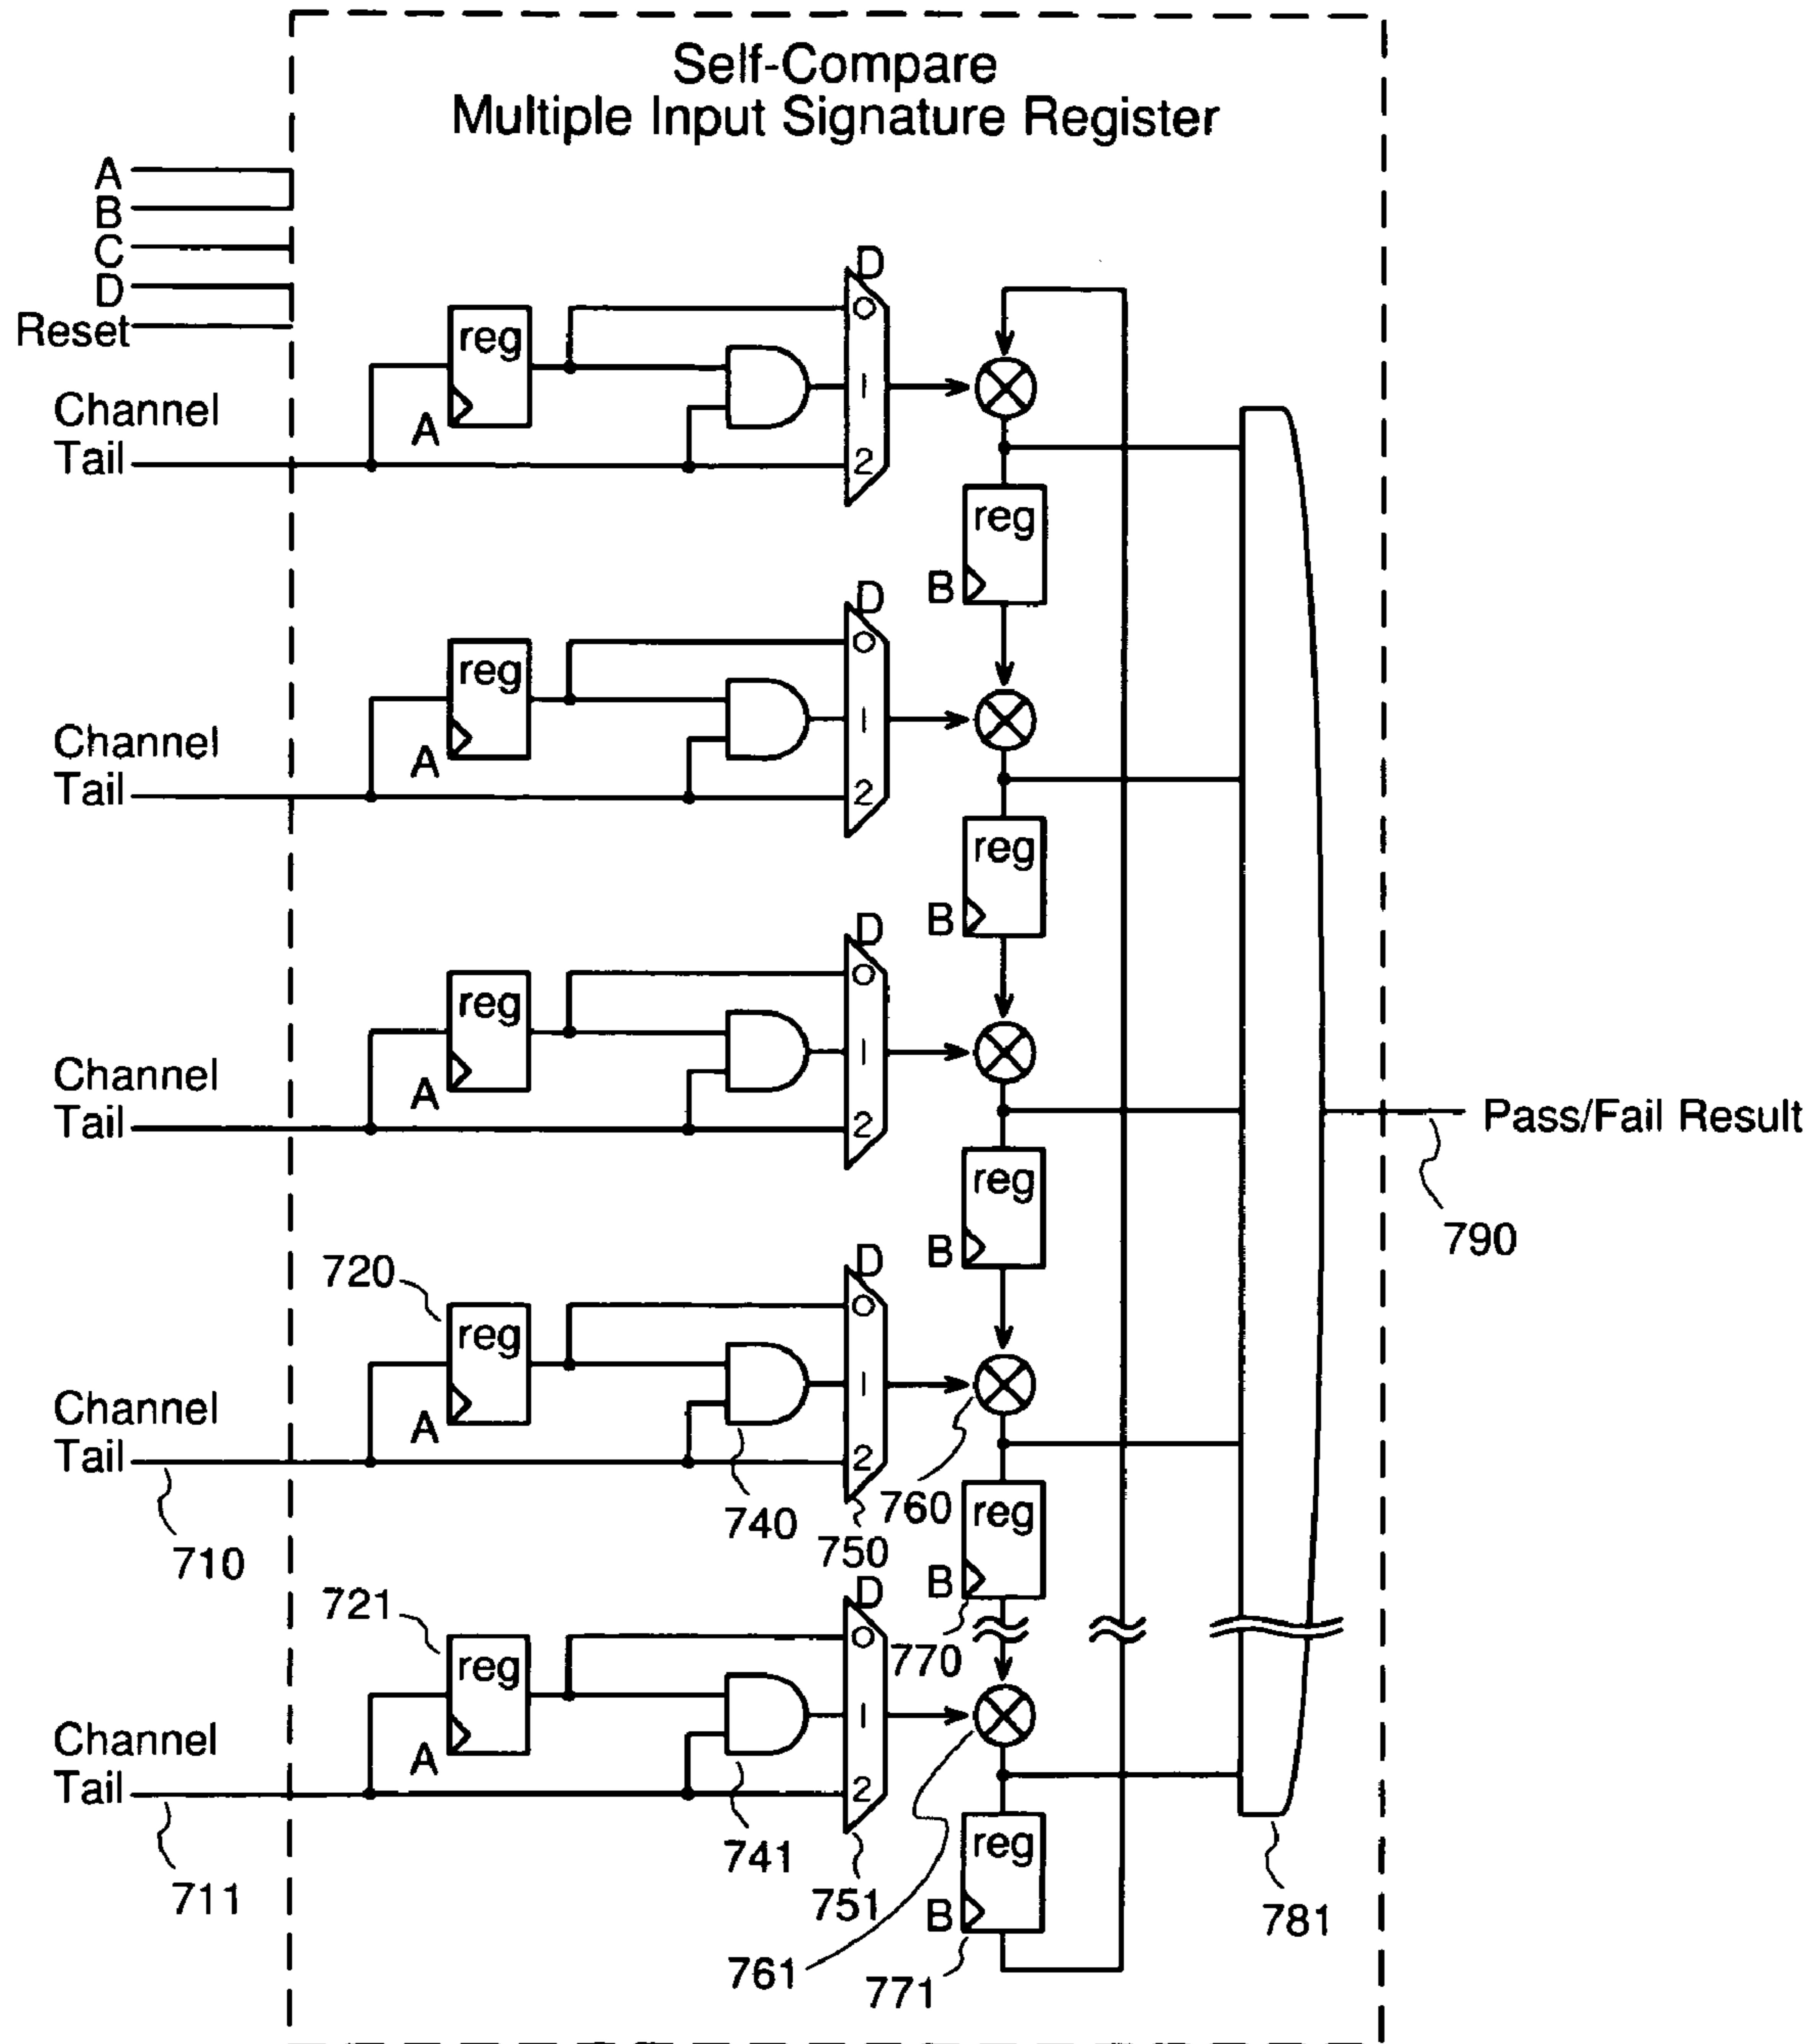 Self-Compare
Multiple Input Signature Register
A
B
C
D
Reset
Channel
Tail
reg
A
D
0
1
2
reg
B
Channel
Tail
reg
A
D
0
1
2
reg
B
Channel
Tail
reg
A
D
0
1
2
reg
B
Pass/Fail Result
790
Channel
Tail
710
720
reg
A
740
D
0
1
2
750
760
reg
B
770
Channel
Tail
711
721
reg
A
741
D
0
1
2
751
761
reg
B
771
781